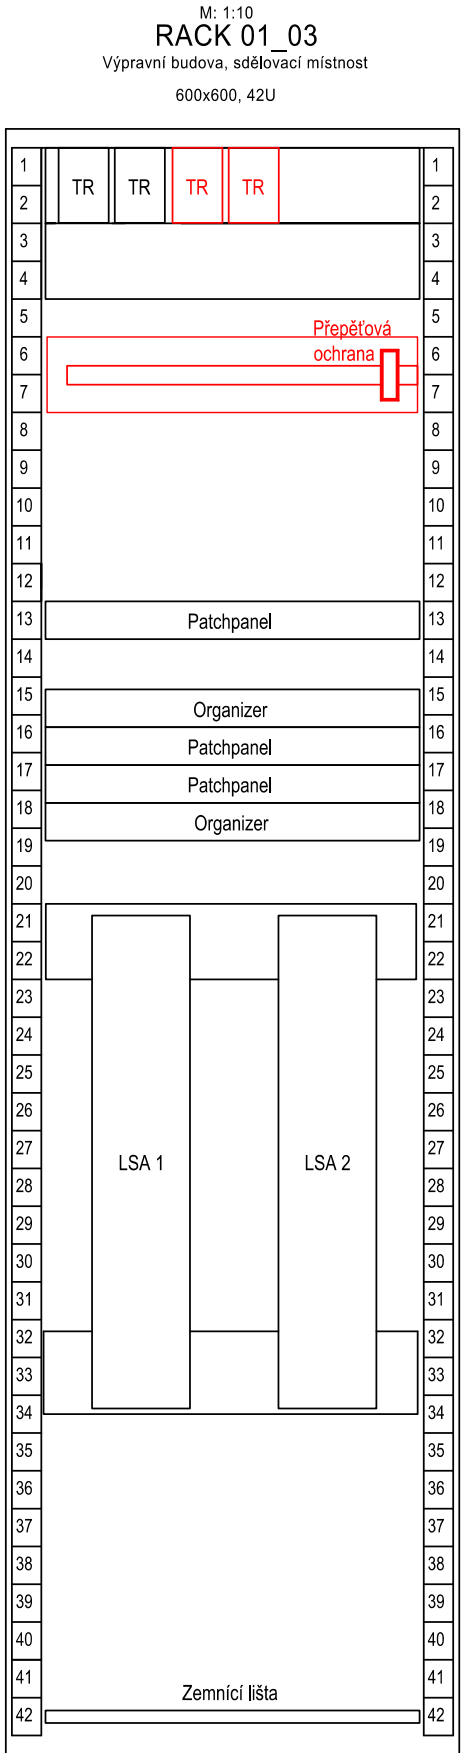 M: 1:10
RACK 01_03
Výpravní budova, sdělovací místnost
600x600, 42U
1 1
TR TR TR TR
2 2
3 3
4 4
5 5
Přepěťová
6 6
ochrana
7 7
8 8
9 9
10 10
11 11
12 12
13 Patchpanel 13
14 14
15 15
Organizer
16 16
Patchpanel
17 17
Patchpanel
18 18
Organizer
19 19
20 20
21 21
22 22
23 23
24 24
25 25
26 26
27 27
LSA 1 LSA 2
28 28
29 29
30 30
31 31
32 32
33 33
34 34
35 35
36 36
37 37
38 38
39 39
40 40
41 41
Zemnící lišta
42 42